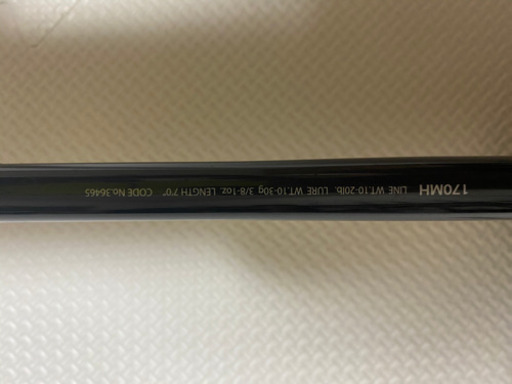 170MH LINE WT.10-20lb. LURE WT.10-30g 3/8-1oz. LENGTH 7'0" CODE No.36465